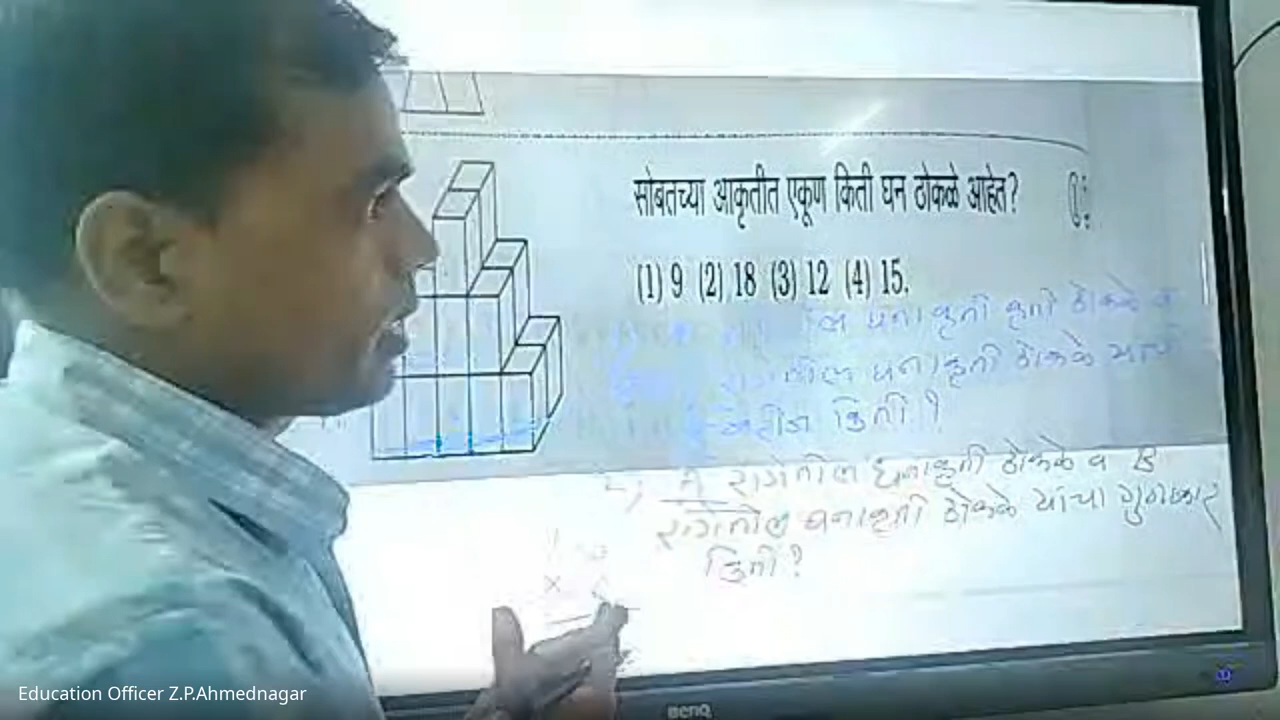 सोबतच्या आकृतीत एकूण किती घन ठोकळे आहेत?
(1) 9 (2) 18 (3) 12 (4) 15.
घनाकृती ठोकळे व
घनाकृती ठोकळे यांची
किती?
रांगेतील घनाकृती ठोकळे व B
रांगेतील घनाकृती ठोकळे यांचा गुणाकार
किती?
Education Officer Z.P.Ahmednagar
BenQ